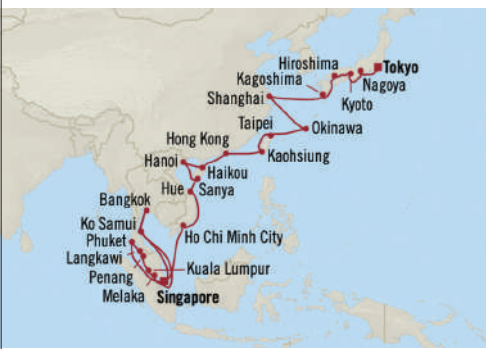 Hiroshima
Tokyo
Kagoshima
Nagoya
Shanghai
Kyoto
Taipei
Okinawa
Hong Kong
Kaohsiung
Hanoi
Haikou
Hue
Sanya
Bangkok
Ko Samui
Ho Chi Minh City
Phuket
Langkawi
Kuala Lumpur
Penang
Melaka
Singapore